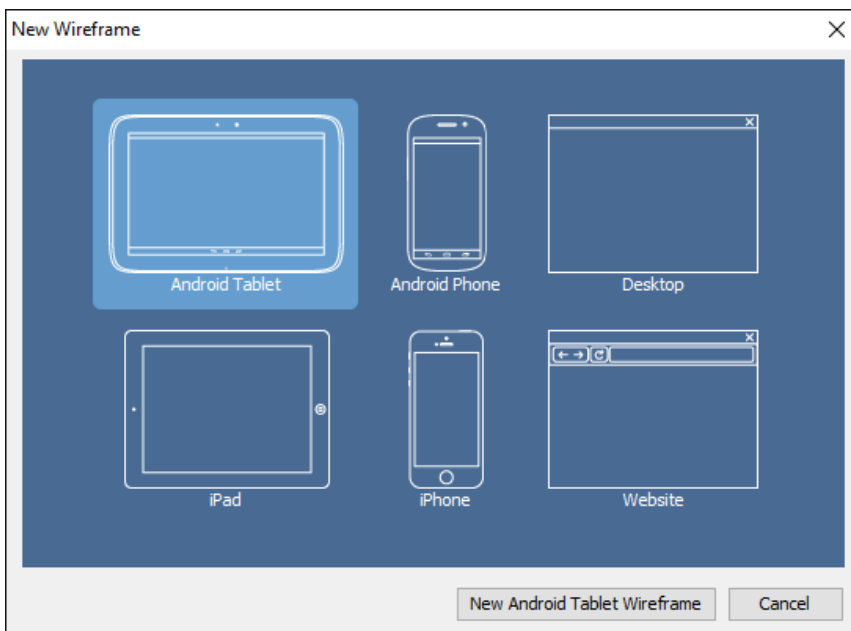 New Wireframe
Android Tablet
Android Phone
Desktop
iPad
iPhone
Website
New Android Tablet Wireframe
Cancel